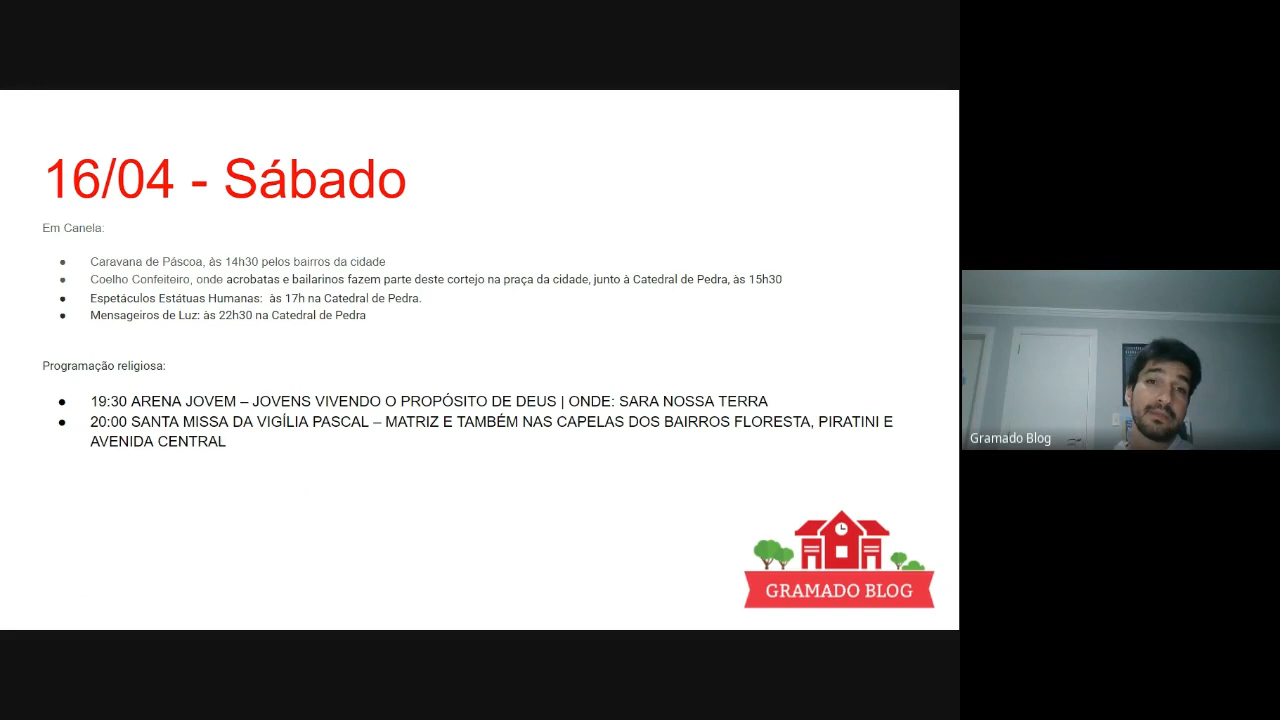 16/04 - Sábado
Em Canela:
● Caravana de Páscoa, às 14h30 pelos bairros da cidade
● Coelho Confeiteiro, onde acrobatas e bailarinos fazem parte deste cortejo na praça da cidade, junto à Catedral de Pedra, às 15h30
● Espetáculos Estátuas Humanas: às 17h na Catedral de Pedra.
● Mensageiros de Luz: às 22h30 na Catedral de Pedra
Programação religiosa:
● 19:30 ARENA JOVEM – JOVENS VIVENDO O PROPÓSITO DE DEUS | ONDE: SARA NOSSA TERRA
● 20:00 SANTA MISSA DA VIGÍLIA PASCAL – MATRIZ E TAMBÉM NAS CAPELAS DOS BAIRROS FLORESTA, PIRATINI E
AVENIDA CENTRAL
GRAMADO BLOG
Gramado Blog